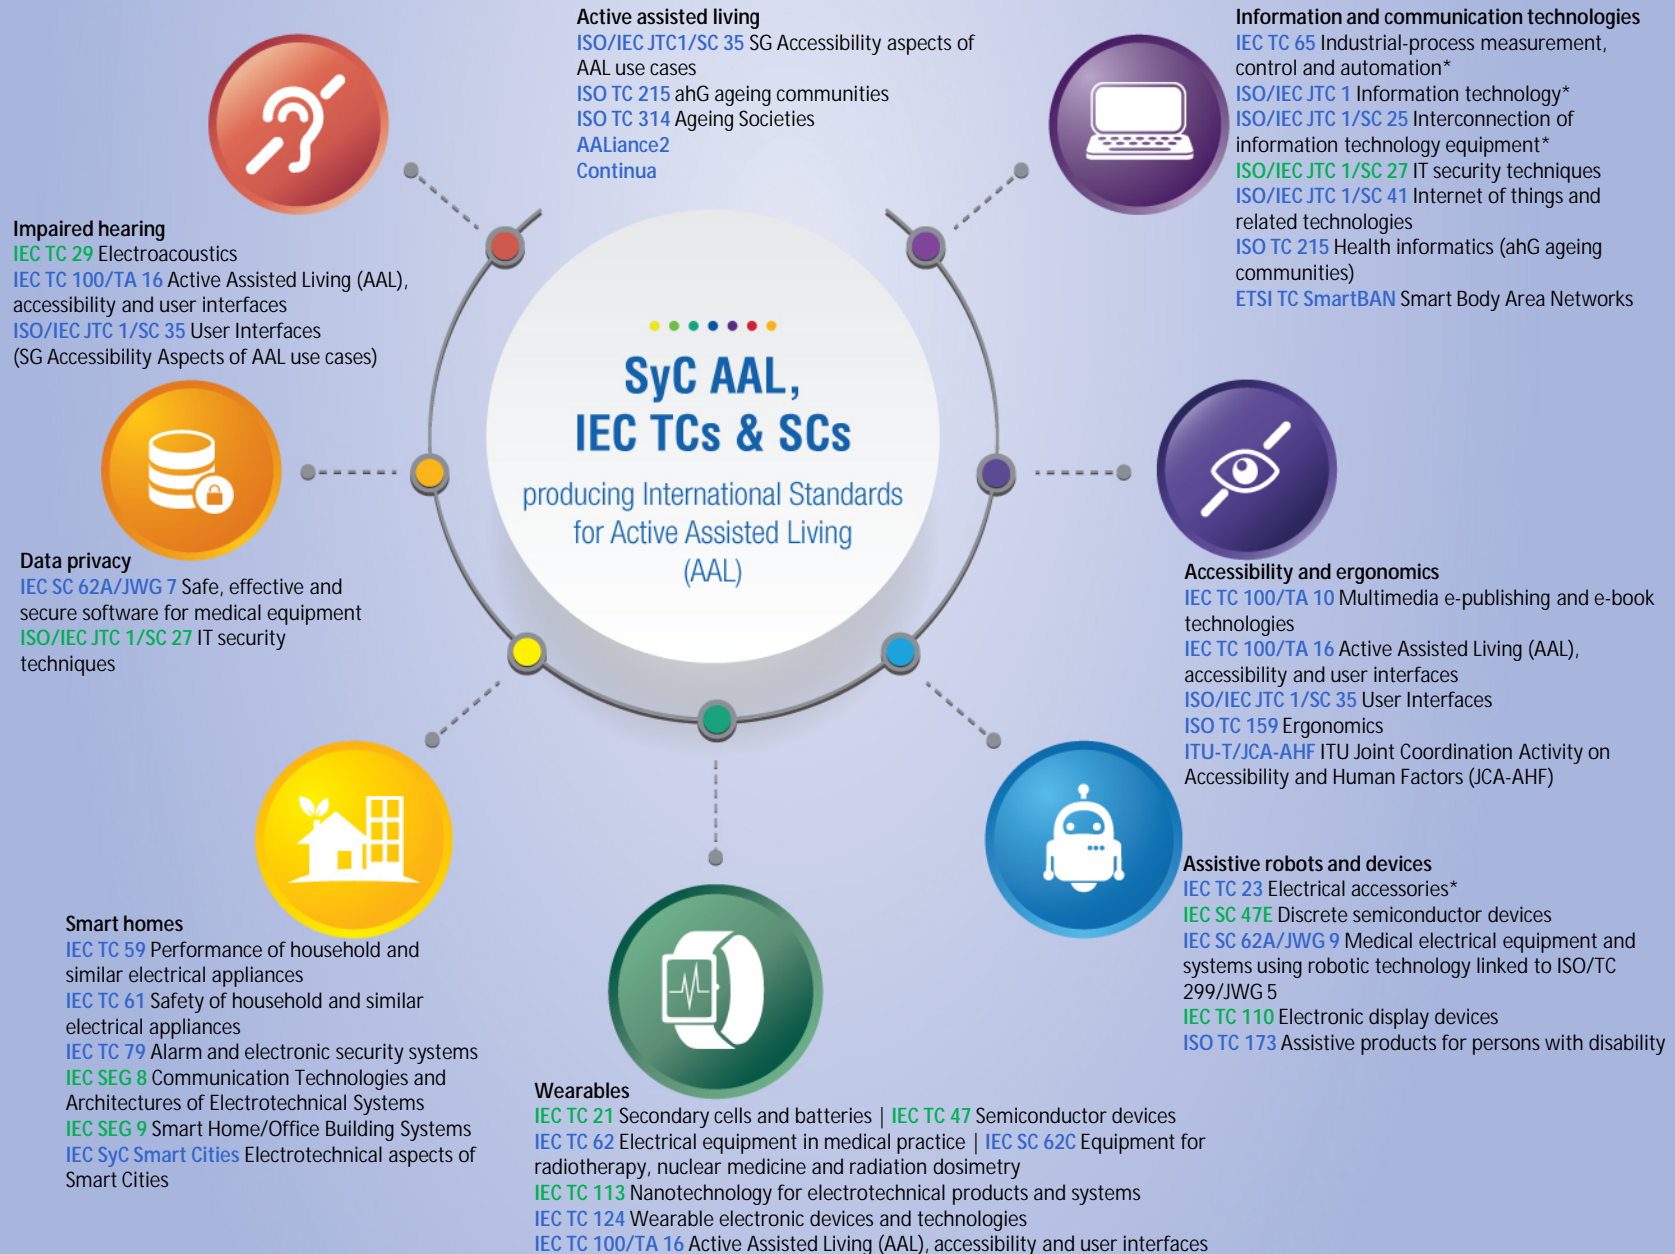 Active assisted living
ISO/IEC JTC1/SC 35 SG Accessibility aspects of
AAL use cases
ISO TC 215 ahG ageing communities
ISO TC 314 Ageing Societies
AALiance2
Continua
Information and communication technologies
IEC TC 65 Industrial-process measurement,
control and automation*
ISO/IEC JTC 1 Information technology*
ISO/IEC JTC 1/SC 25 Interconnection of
information technology equipment*
ISO/IEC JTC 1/SC 27 IT security techniques
ISO/IEC JTC 1/SC 41 Internet of things and
related technologies
ISO TC 215 Health informatics (ahG ageing
communities)
ETSI TC SmartBAN Smart Body Area Networks
Impaired hearing
IEC TC 29 Electroacoustics
IEC TC 100/TA 16 Active Assisted Living (AAL),
accessibility and user interfaces
ISO/IEC JTC 1/SC 35 User Interfaces
(SG Accessibility Aspects of AAL use cases)
SyC AAL,
IEC TCs & SCs
producing International Standards
for Active Assisted Living
(AAL)
Data privacy
IEC SC 62A/JWG 7 Safe, effective and
secure software for medical equipment
ISO/IEC JTC 1/SC 27 IT security
techniques
Accessibility and ergonomics
IEC TC 100/TA 10 Multimedia e-publishing and e-book
technologies
IEC TC 100/TA 16 Active Assisted Living (AAL),
accessibility and user interfaces
ISO/IEC JTC 1/SC 35 User Interfaces
ISO TC 159 Ergonomics
ITU-T/JCA-AHF ITU Joint Coordination Activity on
Accessibility and Human Factors (JCA-AHF)
Assistive robots and devices
IEC TC 23 Electrical accessories*
IEC SC 47E Discrete semiconductor devices
IEC SC 62A/JWG 9 Medical electrical equipment and
systems using robotic technology linked to ISO/TC
299/JWG 5
IEC TC 110 Electronic display devices
ISO TC 173 Assistive products for persons with disability
Smart homes
IEC TC 59 Performance of household and
similar electrical appliances
IEC TC 61 Safety of household and similar
electrical appliances
IEC TC 79 Alarm and electronic security systems
IEC SEG 8 Communication Technologies and
Architectures of Electrotechnical Systems
IEC SEG 9 Smart Home/Office Building Systems
IEC SyC Smart Cities Electrotechnical aspects of
Smart Cities
Wearables
IEC TC 21 Secondary cells and batteries | IEC TC 47 Semiconductor devices
IEC TC 62 Electrical equipment in medical practice | IEC SC 62C Equipment for
radiotherapy, nuclear medicine and radiation dosimetry
IEC TC 113 Nanotechnology for electrotechnical products and systems
IEC TC 124 Wearable electronic devices and technologies
IEC TC 100/TA 16 Active Assisted Living (AAL), accessibility and user interfaces